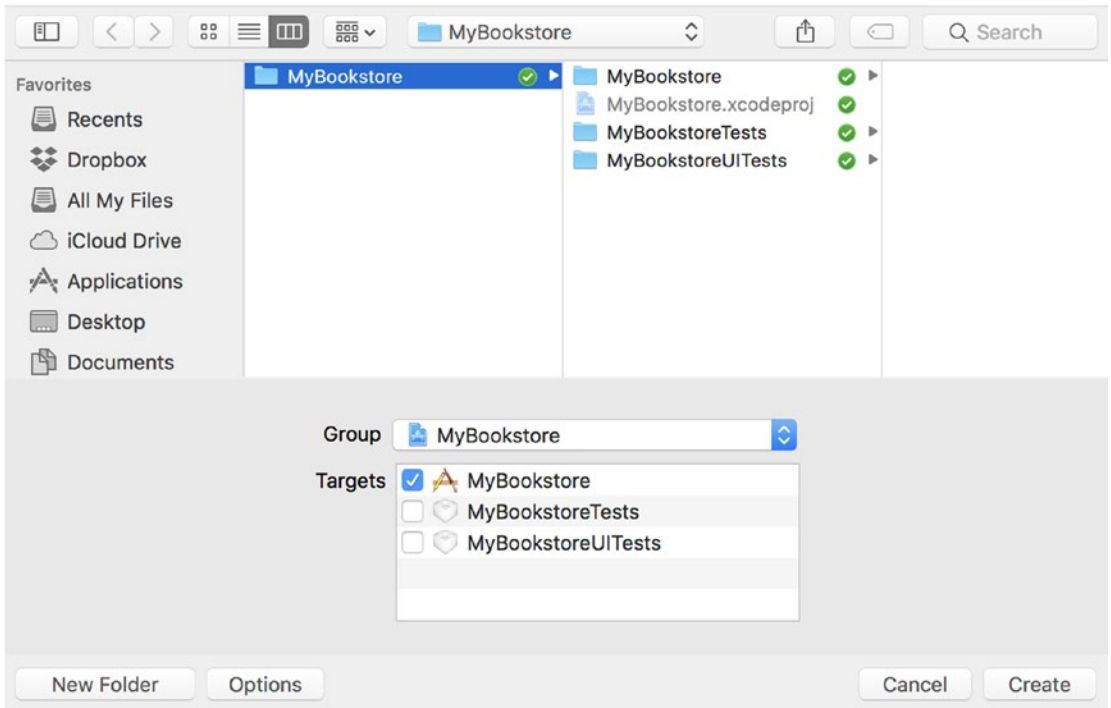 MyBookstore
Search
Favorites
Recents
Dropbox
All My Files
iCloud Drive
Applications
Desktop
Documents
MyBookstore
MyBookstore
MyBookstore.xcodeproj
MyBookstoreTests
MyBookstoreUITests
Group MyBookstore
Targets MyBookstore
MyBookstoreTests
MyBookstoreUITests
New Folder Options Cancel Create